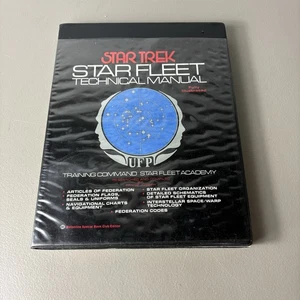 STAR TREK
STAR FLEET
TECHNICAL MANUAL
UFP
TRAINING COMMAND STAR FLEET ACADEMY
ARTICLES OF FEDERATION
FEDERATION FLAGS,
SEALS & UNIFORMS
NAVIGATIONAL CHARTS
& EQUIPMENT
STAR FLEET ORGANIZATION
DETAILED SCHEMATICS
OF STAR FLEET EQUIPMENT
INTERSTELLAR SPACE/WARP
TECHNOLOGY
FEDERATION CODES